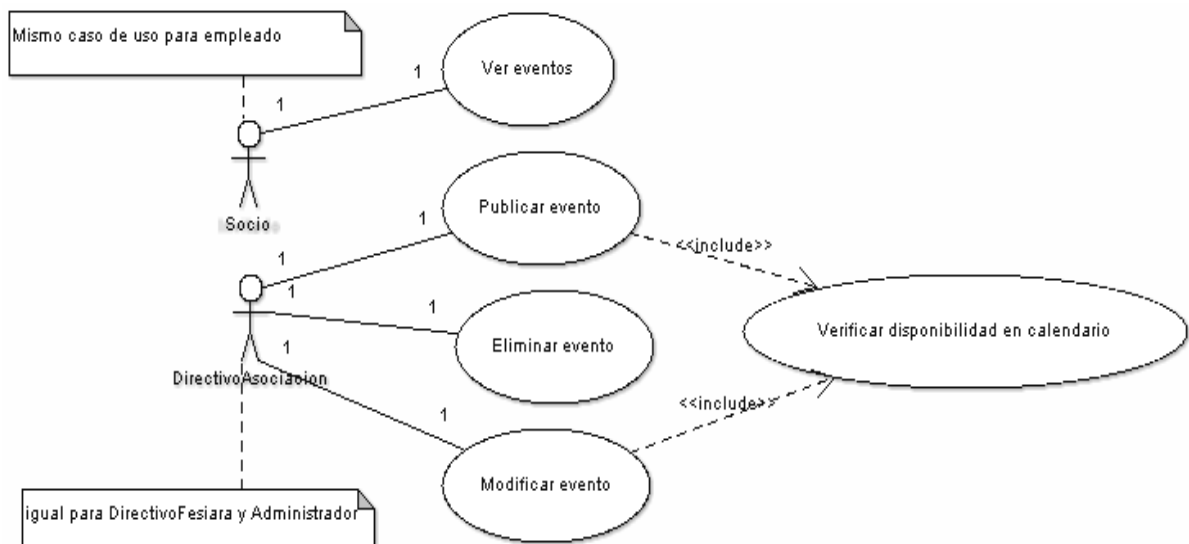 Mismo caso de uso para empleado
Ver eventos
1
1
Socio
Publicar evento
1
1
<<include>>
1
1
Eliminar evento
Verificar disponibilidad en calendario
DirectivoAsociacion
1
1
<<include>>
Modificar evento
igual para DirectivoFesiara y Administrador